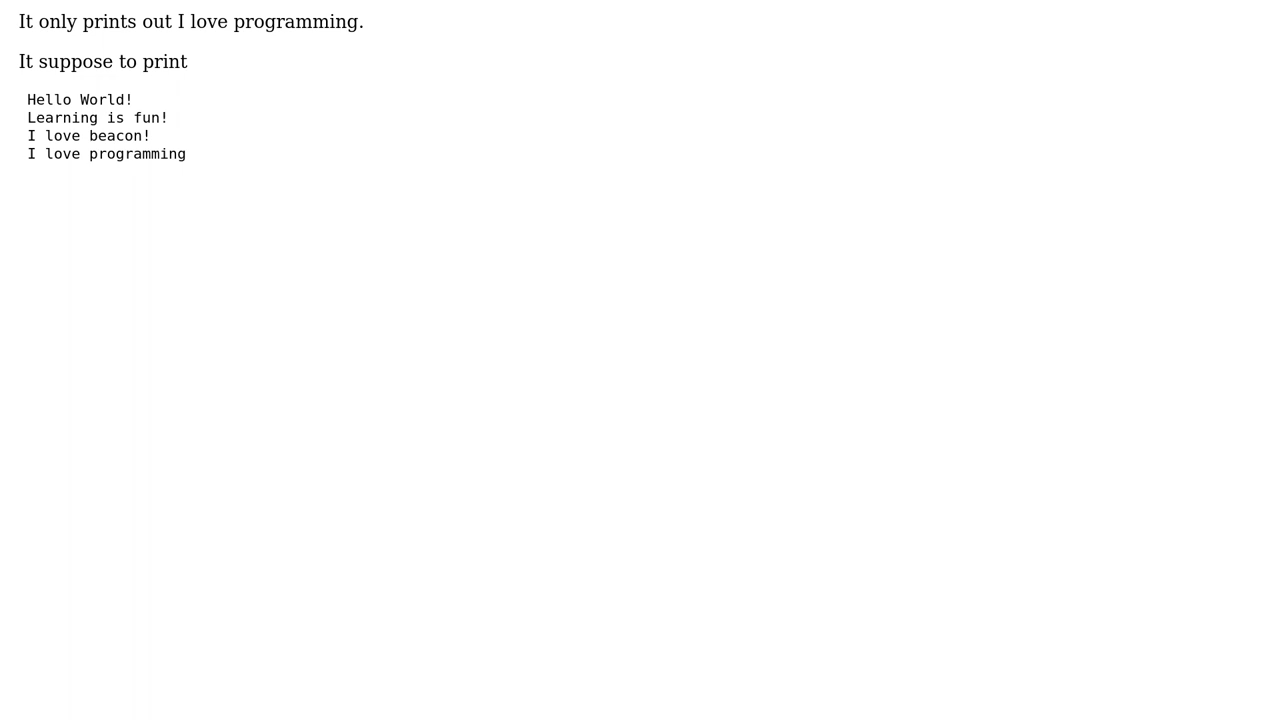 It only prints out I love programming.
It suppose to print
Hello World!
Learning is fun!
I love beacon!
I love programming